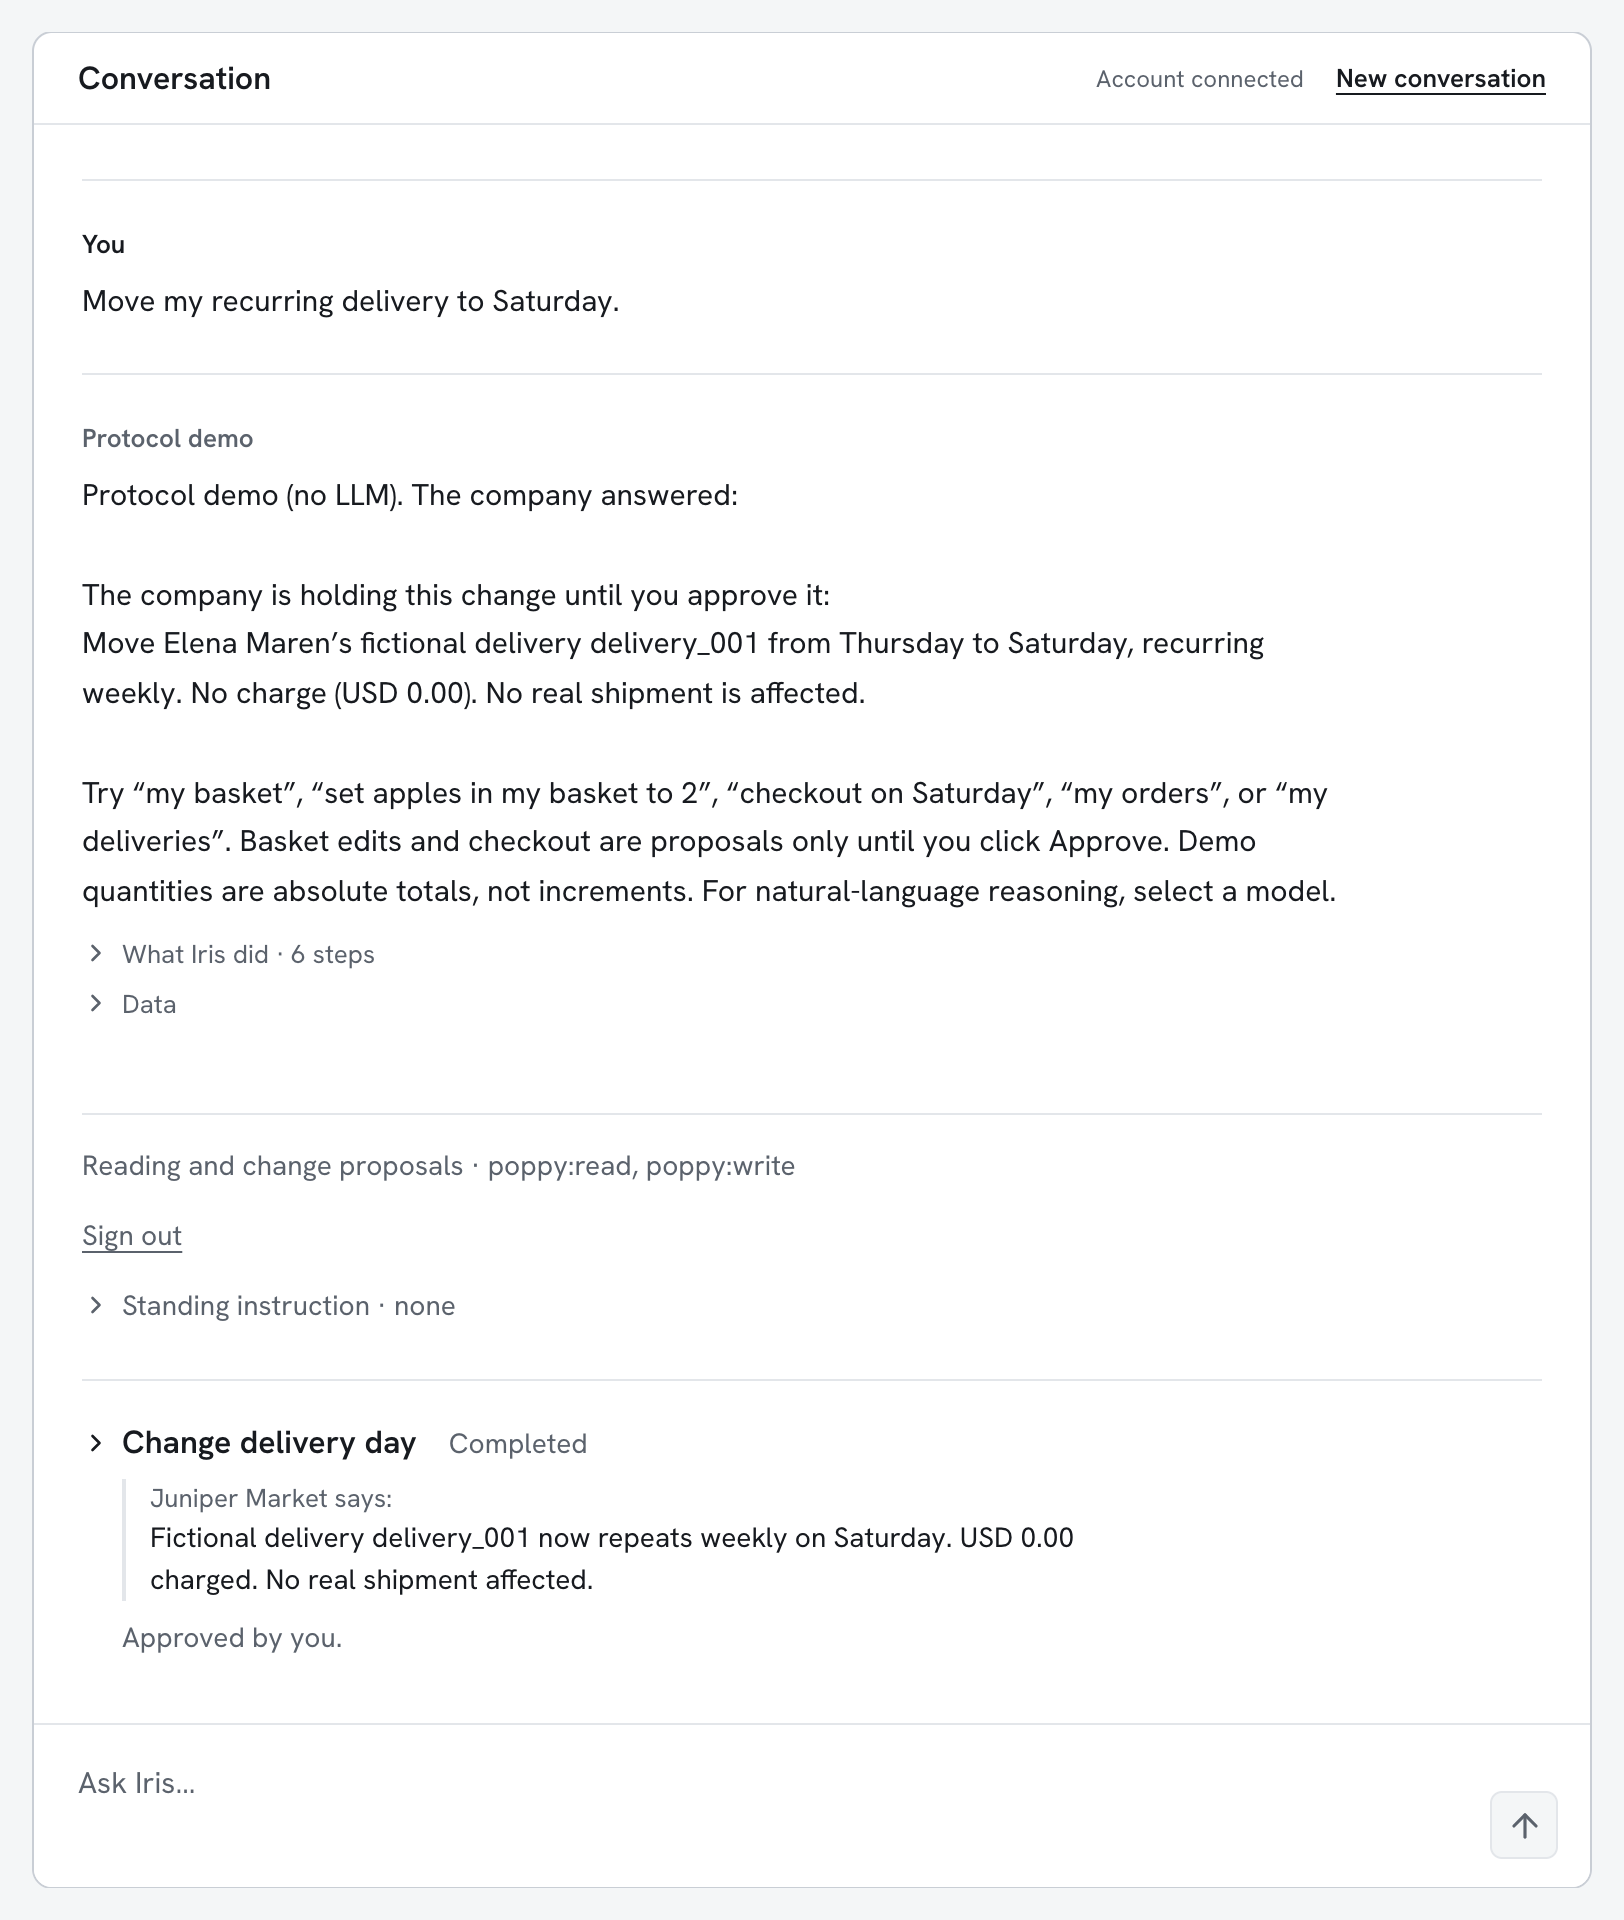 Conversation
Account connected
New conversation
You
Move my recurring delivery to Saturday.
Protocol demo
Protocol demo (no LLM). The company answered:
The company is holding this change until you approve it:
Move Elena Maren’s fictional delivery delivery_001 from Thursday to Saturday, recurring
weekly. No charge (USD 0.00). No real shipment is affected.
Try “my basket”, “set apples in my basket to 2”, “checkout on Saturday”, “my orders”, or “my
deliveries”. Basket edits and checkout are proposals only until you click Approve. Demo
quantities are absolute totals, not increments. For natural-language reasoning, select a model.
What Iris did · 6 steps
Data
Reading and change proposals · poppy:read, poppy:write
Sign out
Standing instruction · none
Change delivery day Completed
Juniper Market says:
Fictional delivery delivery_001 now repeats weekly on Saturday. USD 0.00
charged. No real shipment affected.
Approved by you.
Ask Iris...